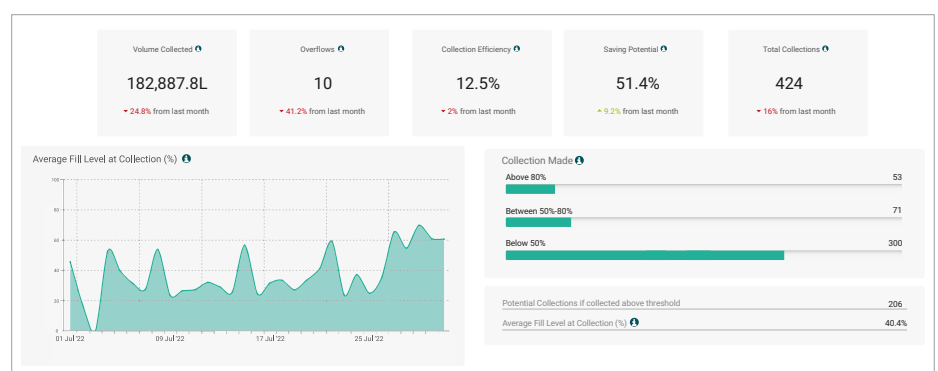 Volume Collected
182,887.8L
24.8% from last month
Overflows
10
41.2% from last month
Collection Efficiency
12.5%
2% from last month
Saving Potential
51.4%
9.2% from last month
Total Collections
424
16% from last month
Average Fill Level at Collection (%)
100
80
60
40
20
0
01 Jul '22
09 Jul '22
17 Jul '22
25 Jul '22
Collection Made
Above 80% 53
Between 50%-80% 71
Below 50% 300
Potential Collections if collected above threshold 206
Average Fill Level at Collection (%) 40.4%